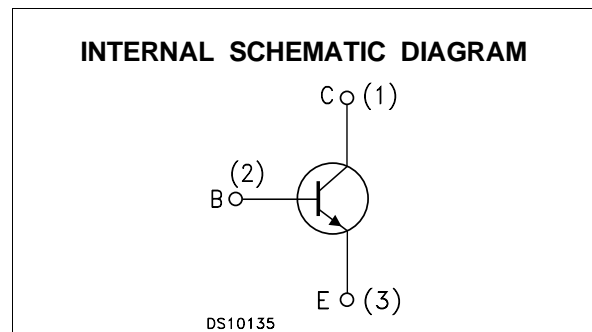 INTERNAL SCHEMATIC DIAGRAM
C (1)
(2)
B
E (3)
DS10135